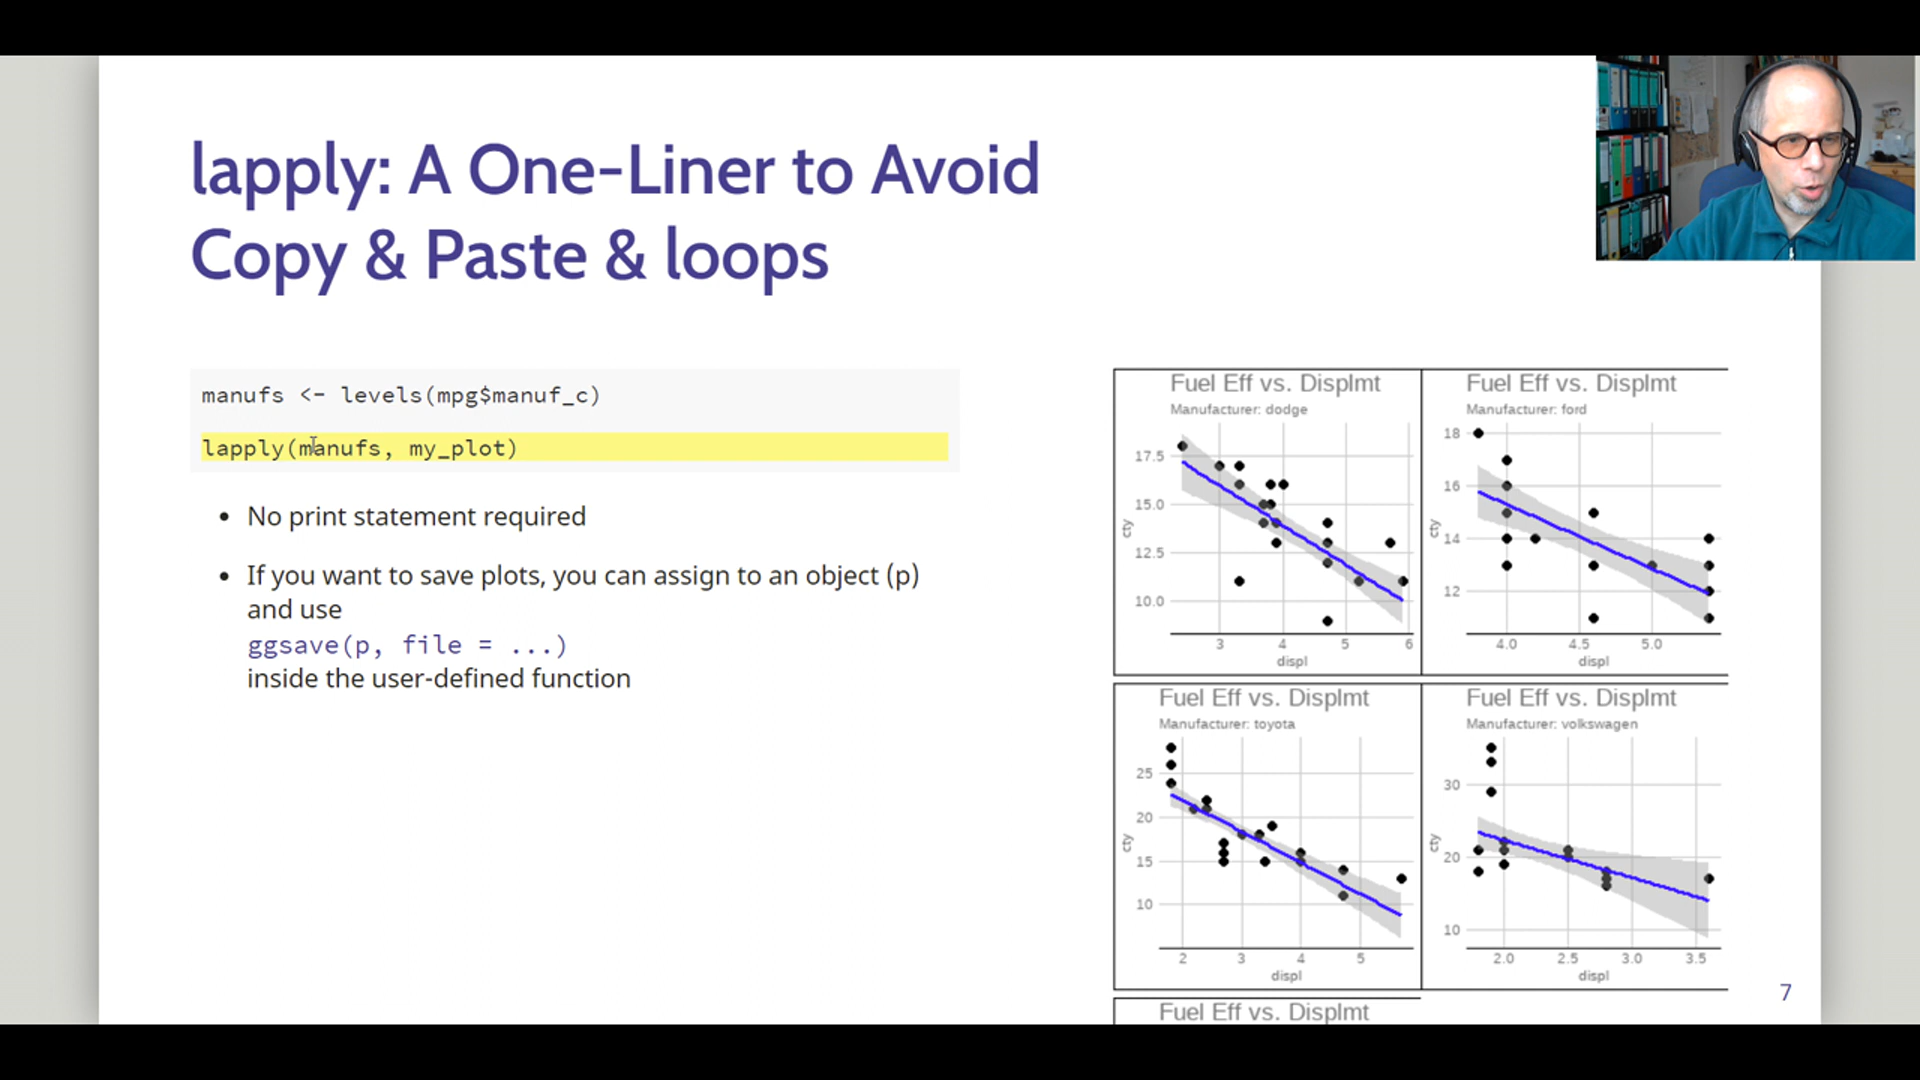 lapply: A One-Liner to Avoid
Copy & Paste & loops
manufs <- levels(mpg$manuf_c)
lapply(manufs, my_plot)
• No print statement required
• If you want to save plots, you can assign to an object (p)
and use
ggsave(p, file = ...)
inside the user-defined function
Fuel Eff vs. Displmt
Manufacturer: dodge
17.5
15.0
12.5
10.0
cty
3 4 5 6
displ
Fuel Eff vs. Displmt
Manufacturer: ford
18
16
14
12
cty
4.0 4.5 5.0
displ
Fuel Eff vs. Displmt
Manufacturer: toyota
25
20
15
10
cty
2 3 4 5
displ
Fuel Eff vs. Displmt
Manufacturer: volkswagen
30
20
10
cty
2.0 2.5 3.0 3.5
displ
Fuel Eff vs. Displmt
7